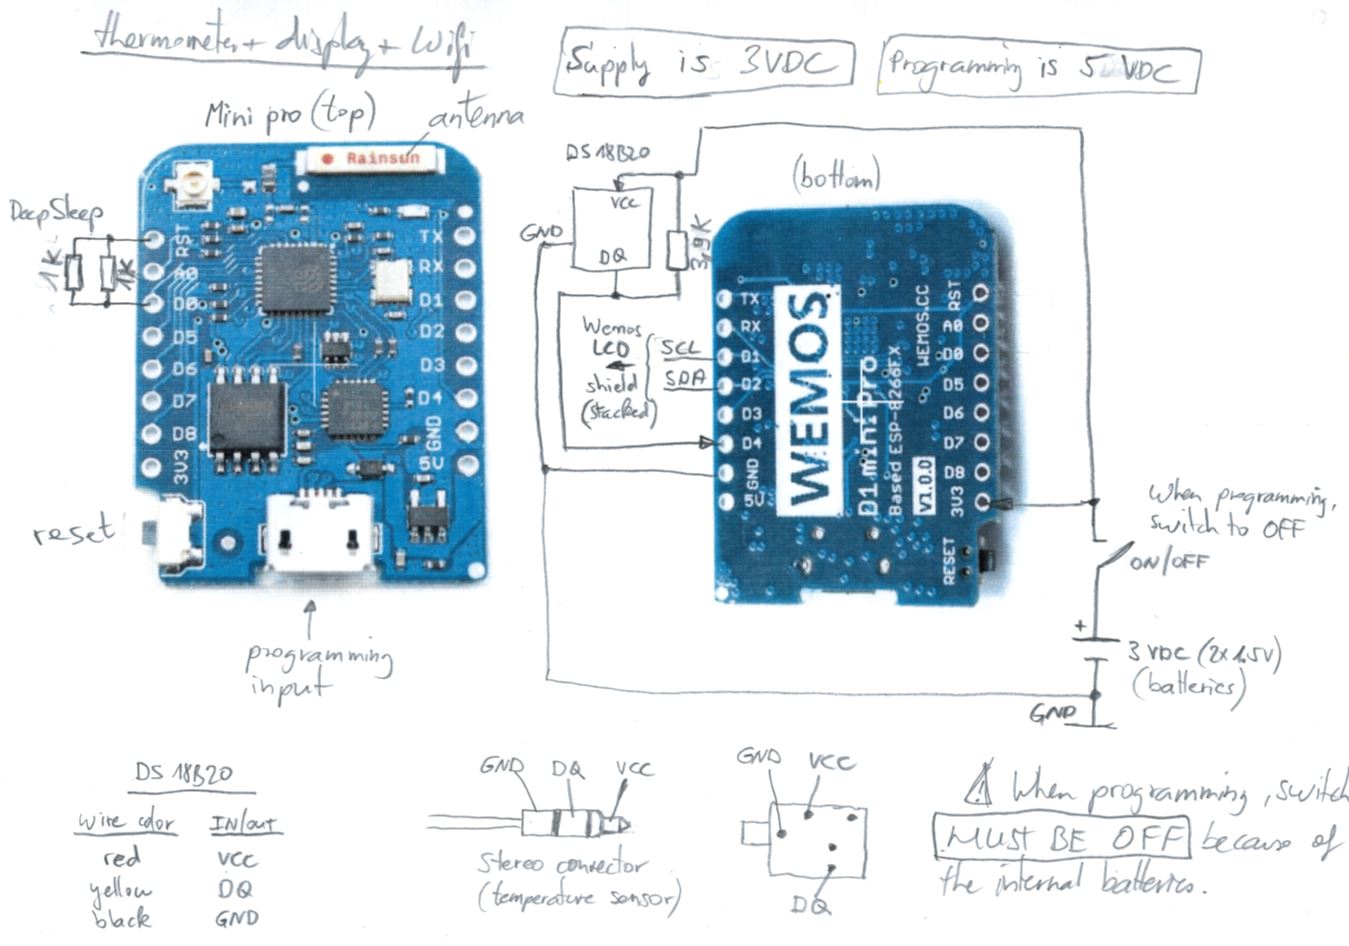 thermometer + display + Wifi
Supply is 3VDC
Programming is 5 VDC
Mini pro (top)
antenna
Rainsun
DeepSleep
1K
1K
RST
A0
D0
D5
D6
D7
D8
3V3
TX
RX
D1
D2
D3
D4
GND
5V
reset
programming
input
DS18B20
VCC
GND
DQ
3,9K
(bottom)
Wemos
LCD
shield
(stacked)
SCL
SDA
TX
RX
D1
D2
D3
D4
GND
5V
WEMOS
D1 mini Pro
Based ESP-8266EX
WEMOS.CC
V1.0.0
RST
A0
D0
D5
D6
D7
D8
3V3
RESET
When programming,
switch to OFF
ON/OFF
+
3 VDC (2x1.5V)
(batteries)
GND
DS 18B20
wire color IN/out
red VCC
yellow DQ
black GND
GND DQ VCC
stereo connector
(temperature sensor)
GND VCC
DQ
⚠ When programming, switch
MUST BE OFF because of
the internal batteries.